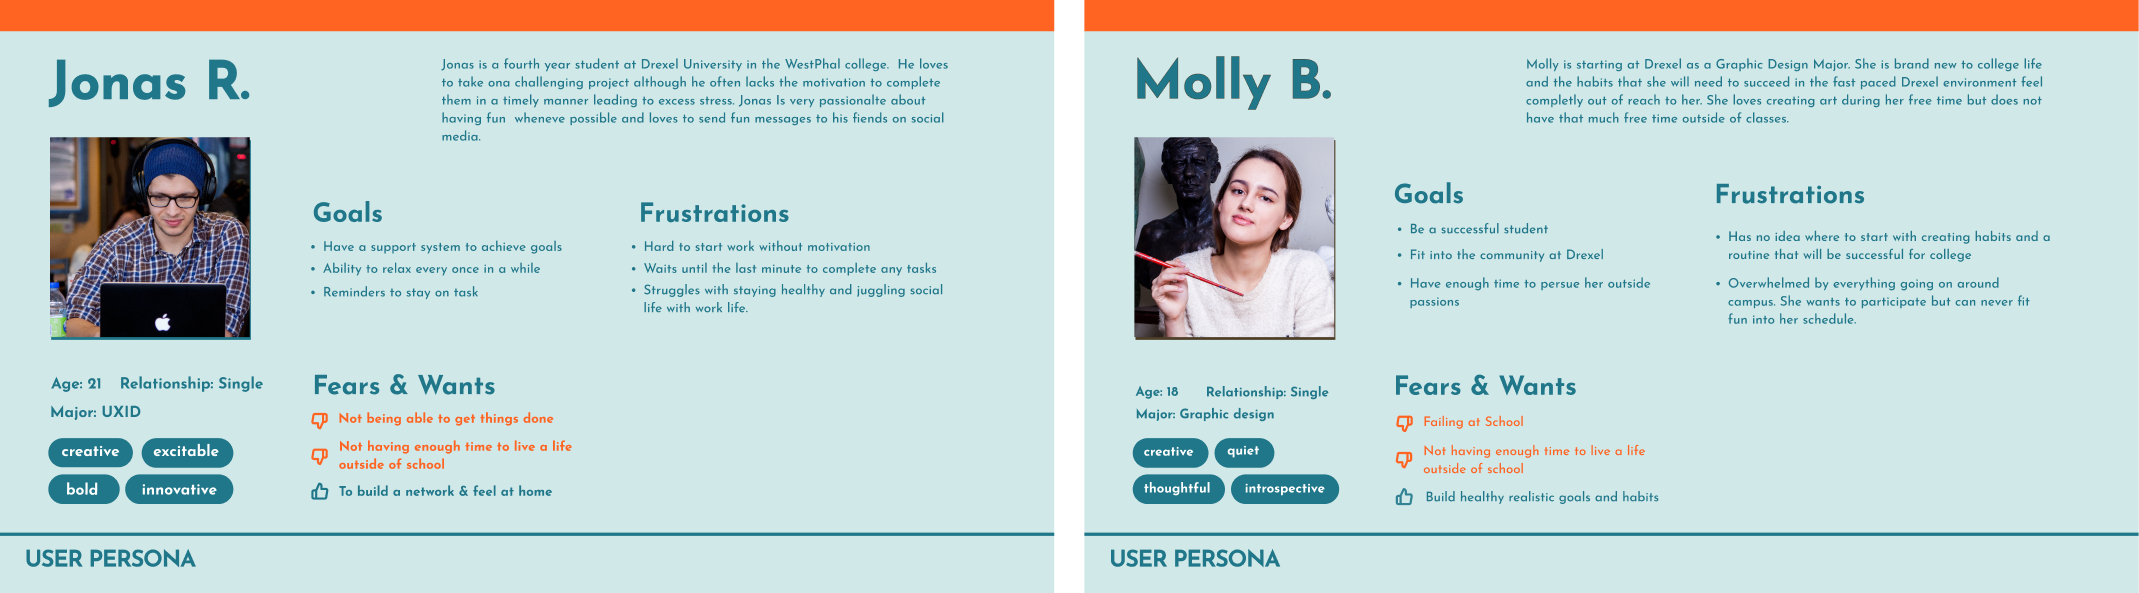 Jonas R.
Jonas is a fourth year student at Drexel University in the WestPhal college.  He loves
to take ona challenging project although he often lacks the motivation to complete
them in a timely manner leading to excess stress. Jonas Is very passionalte about
having fun  wheneve possible and loves to send fun messages to his fiends on social
media.
Goals
• Have a support system to achieve goals
• Ability to relax every once in a while
• Reminders to stay on task
Frustrations
• Hard to start work without motivation
• Waits until the last minute to complete any tasks
• Struggles with staying healthy and juggling social
life with work life.
Age: 21 Relationship: Single
Major: UXID
creative excitable
bold innovative
Fears & Wants
Not being able to get things done
Not having enough time to live a life
outside of school
To build a network & feel at home
USER PERSONA
Molly B.
Molly is starting at Drexel as a Graphic Design Major. She is brand new to college life
and the habits that she will need to succeed in the fast paced Drexel environment feel
completly out of reach to her. She loves creating art during her free time but does not
have that much free time outside of classes.
Goals
• Be a successful student
• Fit into the community at Drexel
• Have enough time to persue her outside
passions
Frustrations
• Has no idea where to start with creating habits and a
routine that will be successful for college
• Overwhelmed by everything going on around
campus. She wants to participate but can never fit
fun into her schedule.
Age: 18 Relationship: Single
Major: Graphic design
creative quiet
thoughtful introspective
Fears & Wants
Failing at School
Not having enough time to live a life
outside of school
Build healthy realistic goals and habits
USER PERSONA